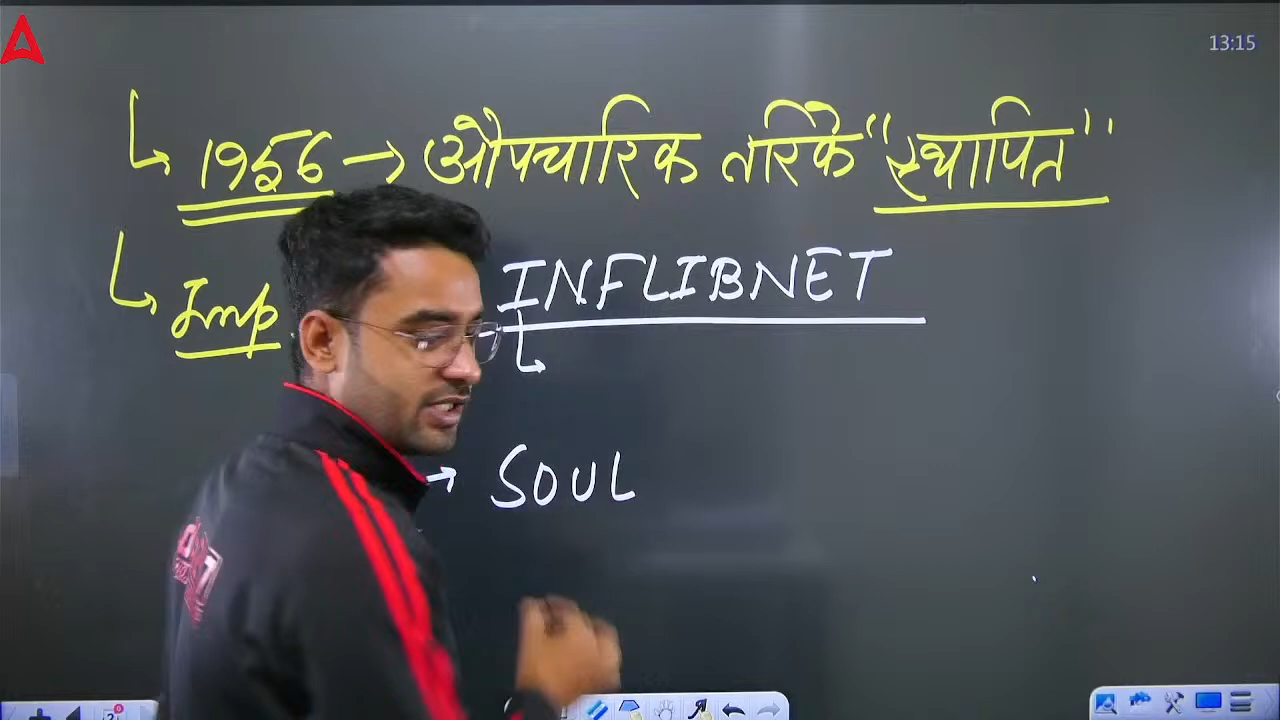 13:15
1956 → औपचारिक तरिके "स्थापित"
Imp. INFLIBNET
→ SOUL